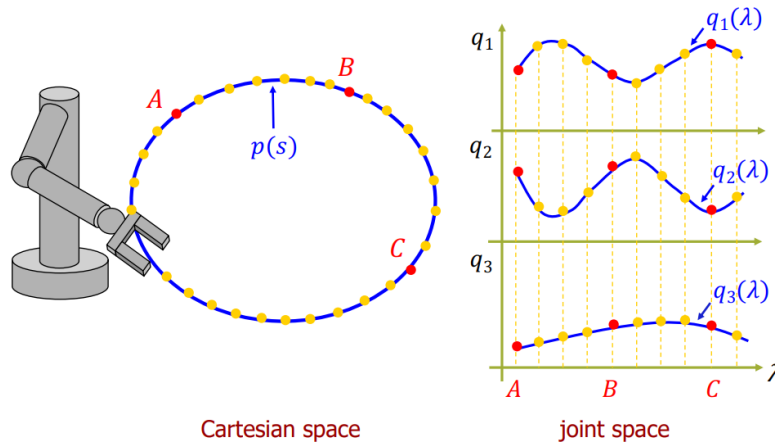 A
B
p(s)
C
Cartesian space
q₁
q₁(λ)
q₂
q₂(λ)
q₃
q₃(λ)
A
B
C
λ
joint space